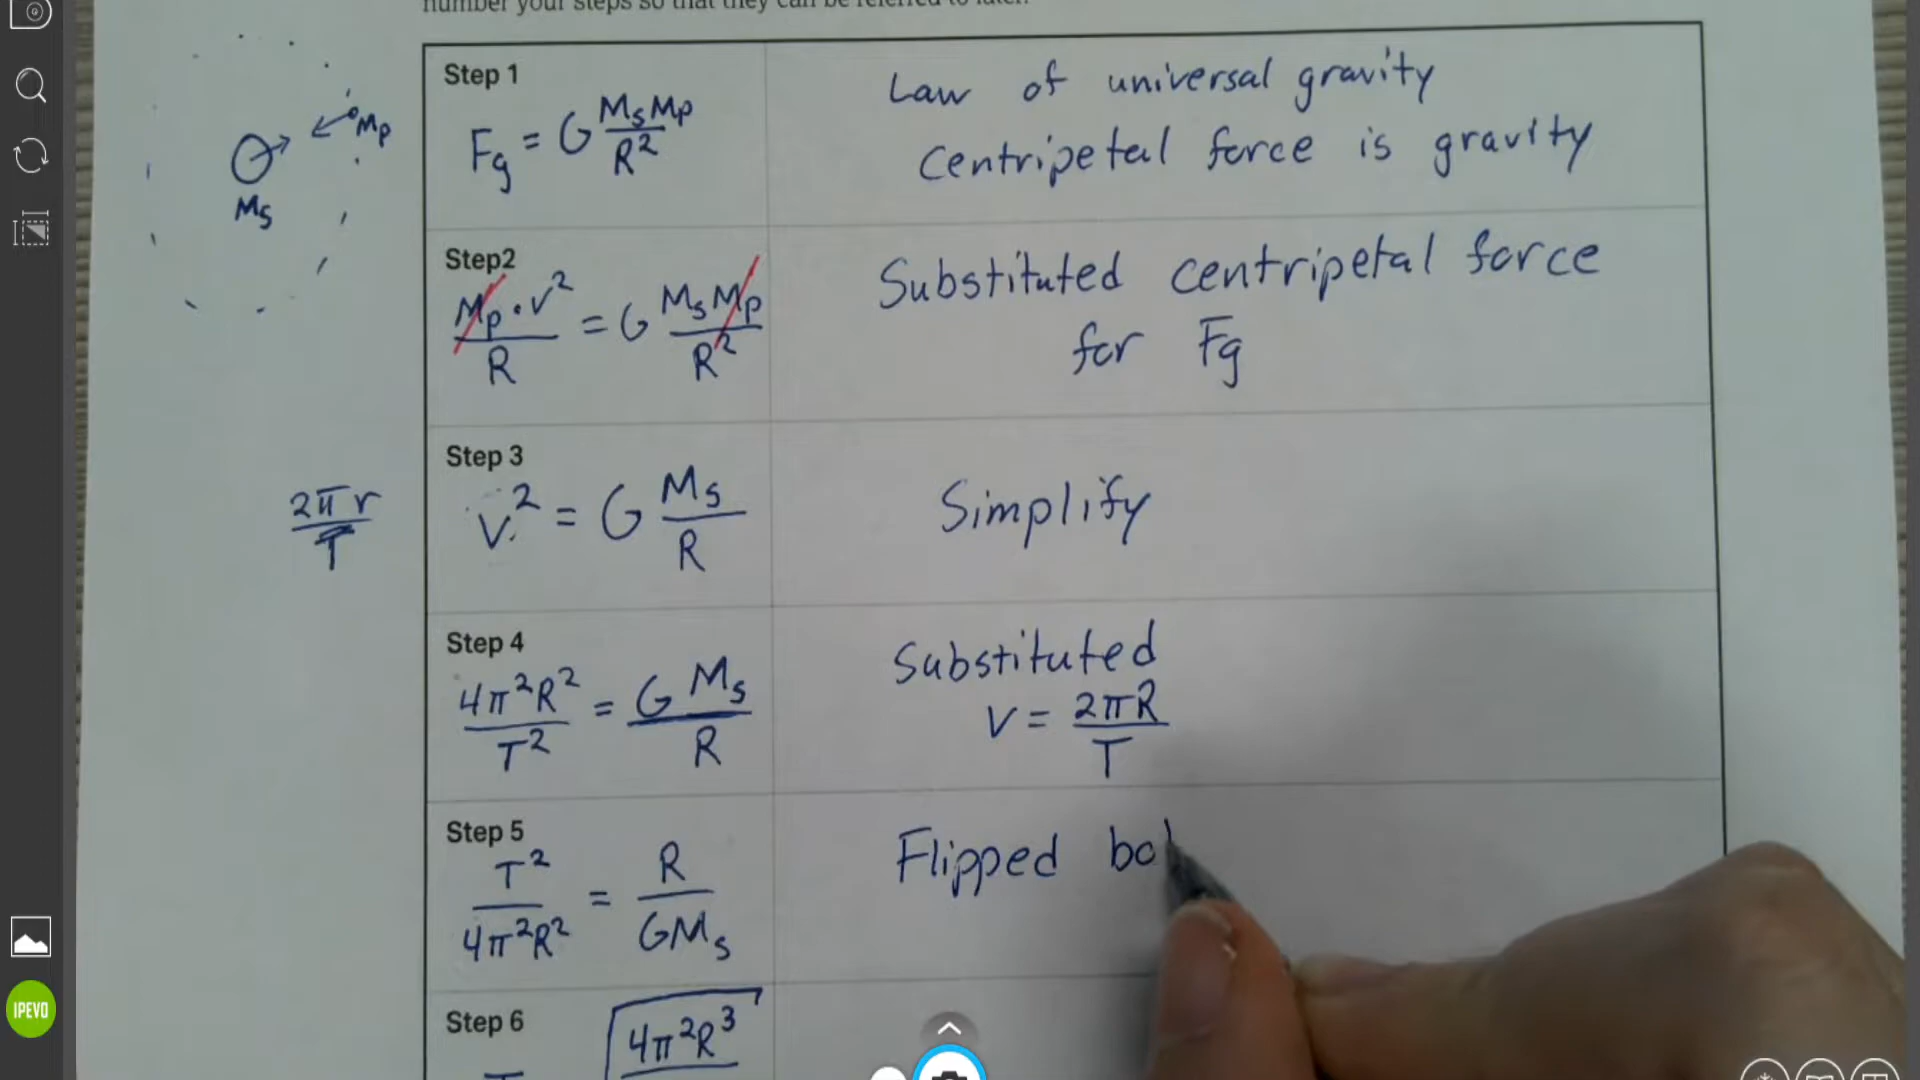 Step 1
Fg = G MsMp / R²
Law of universal gravity
Centripetal force is gravity
Mp
Ms
Step2
Mp · v² / R = G MsMp / R²
Substituted centripetal force
for Fg
Step 3
v² = G Ms / R
Simplify
2πr / T
Step 4
4π²R² / T² = G Ms / R
Substituted
v = 2πR / T
Step 5
T² / 4π²R² = R / GMs
Flipped bo
Step 6
4π²R³
IPEVO